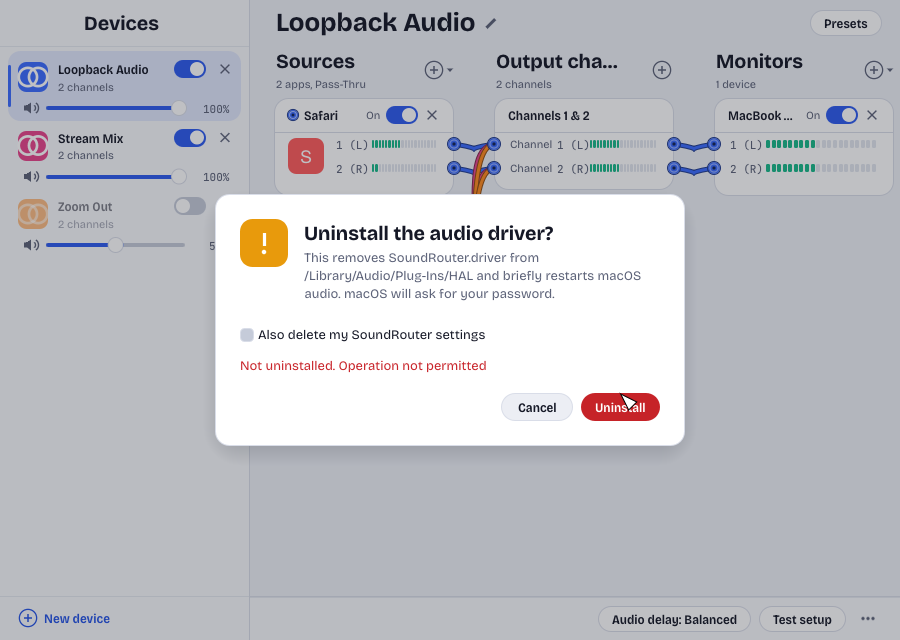 Devices
Loopback Audio
2 channels
100%
Stream Mix
2 channels
100%
Zoom Out
2 channels
5
New device
Loopback Audio
Presets
Sources
2 apps, Pass-Thru
Output cha...
2 channels
Monitors
1 device
Safari
On
S
1 (L)
2 (R)
Channels 1 & 2
Channel 1 (L)
Channel 2 (R)
MacBook ...
On
1 (L)
2 (R)
!
Uninstall the audio driver?
This removes SoundRouter.driver from
/Library/Audio/Plug-Ins/HAL and briefly restarts macOS
audio. macOS will ask for your password.
Also delete my SoundRouter settings
Not uninstalled. Operation not permitted
Cancel
Uninstall
Audio delay: Balanced
Test setup